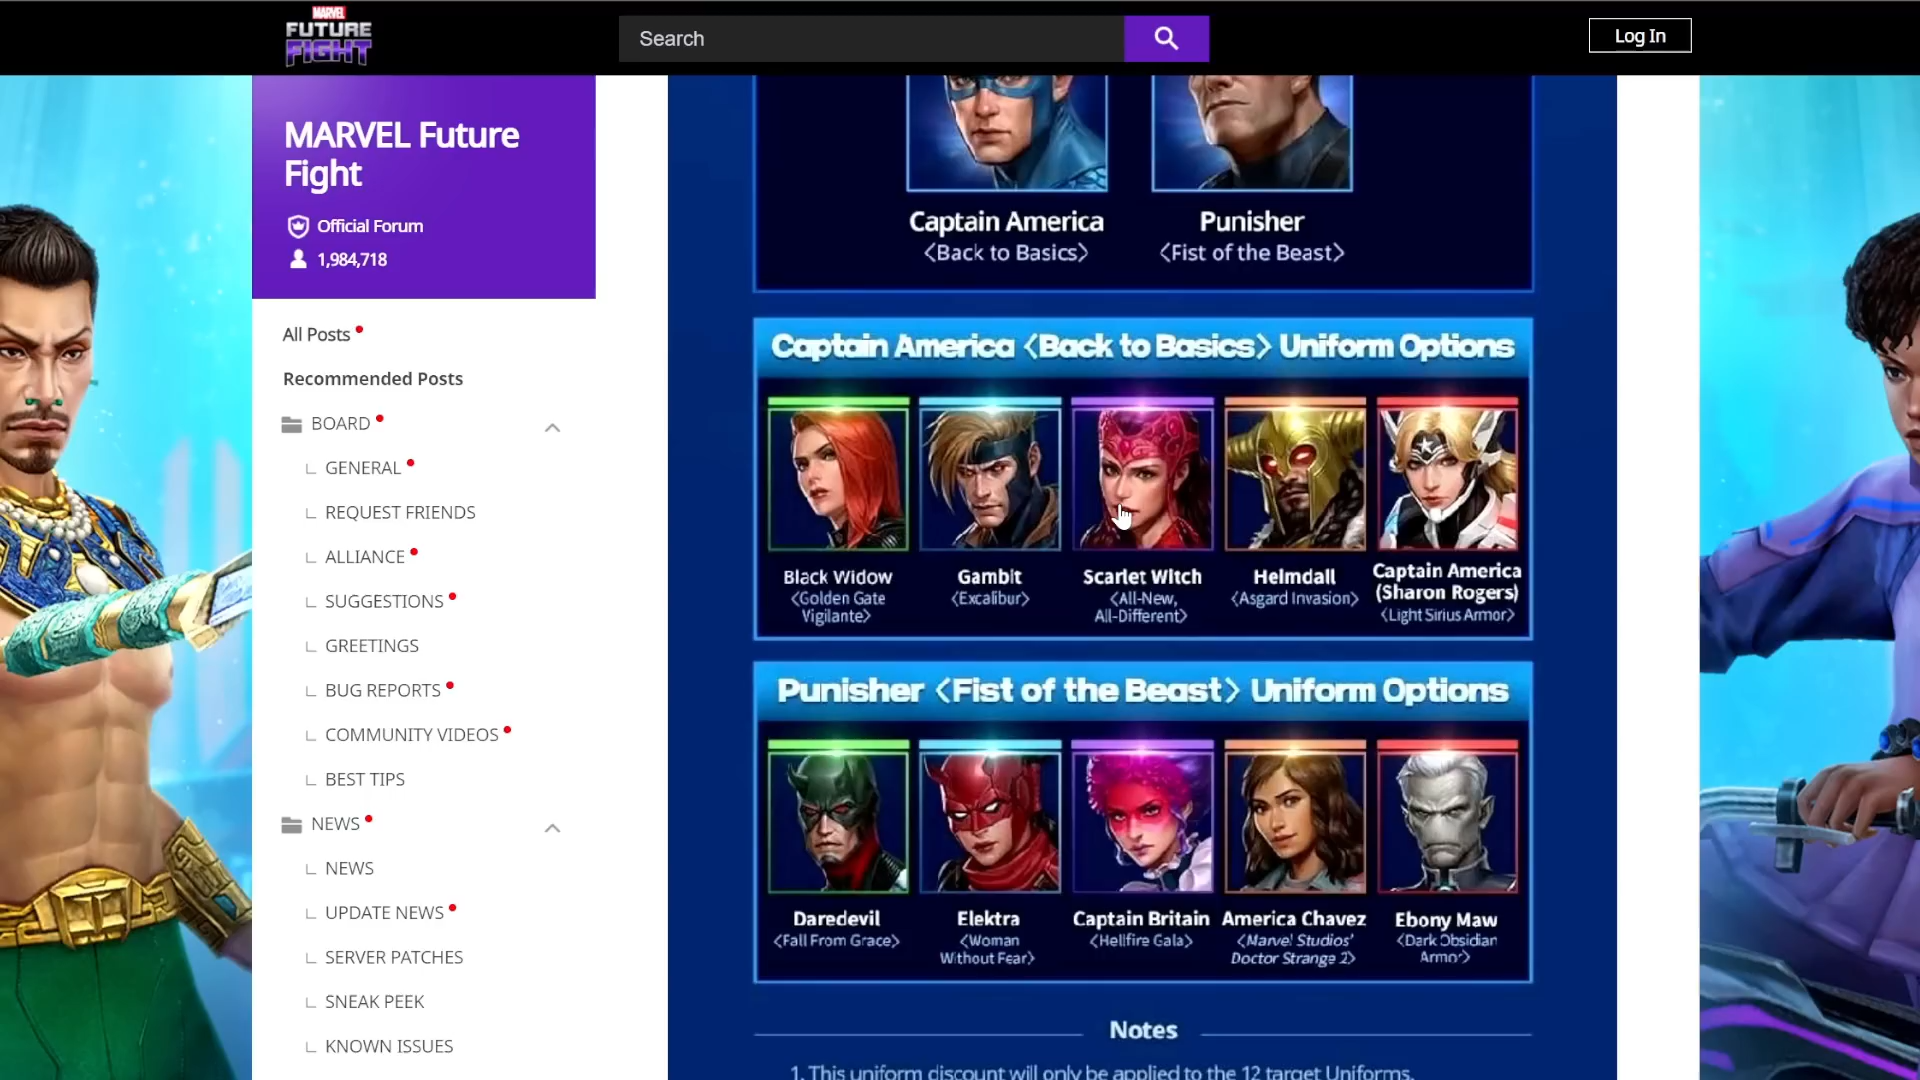 MARVEL
FUTURE
FIGHT
Search
Log In
MARVEL Future
Fight
Official Forum
1,984,718
All Posts
Recommended Posts
BOARD
GENERAL
REQUEST FRIENDS
ALLIANCE
SUGGESTIONS
GREETINGS
BUG REPORTS
COMMUNITY VIDEOS
BEST TIPS
NEWS
NEWS
UPDATE NEWS
SERVER PATCHES
SNEAK PEEK
KNOWN ISSUES
Captain America
<Back to Basics>
Punisher
<Fist of the Beast>
Captain America <Back to Basics> Uniform Options
Black Widow
<Golden Gate
Vigilante>
Gambit
<Excalibur>
Scarlet Witch
<All-New,
All-Different>
Heimdall
<Asgard Invasion>
Captain America
(Sharon Rogers)
<Light Sirius Armor>
Punisher <Fist of the Beast> Uniform Options
Daredevil
<Fall From Grace>
Elektra
<Woman
Without Fear>
Captain Britain
<Hellfire Gala>
America Chavez
<Marvel Studios'
Doctor Strange 2>
Ebony Maw
<Dark Obsidian
Armor>
Notes
1. This uniform discount will only be applied to the 12 target Uniforms.